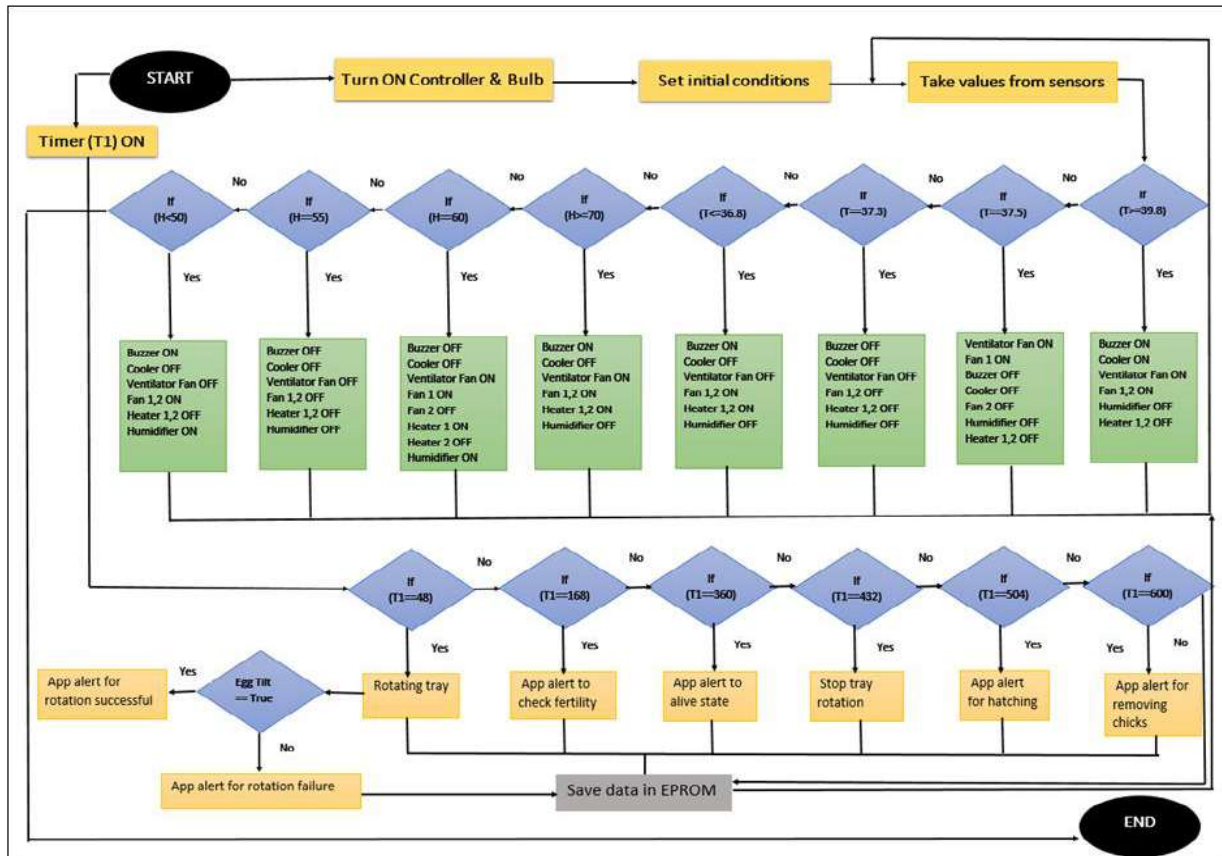 START
Turn ON Controller & Bulb
Set initial conditions
Take values from sensors
Timer (T1) ON
If
(H<50)
No
If
(H==55)
No
If
(H==60)
No
If
(H>=70)
No
If
(T<=36.8)
No
If
(T==37.3)
No
If
(T==37.5)
No
If
(T>=39.8)
Yes
Yes
Yes
Yes
Yes
Yes
Yes
Yes
Buzzer ON
Cooler OFF
Ventilator Fan OFF
Fan 1,2 ON
Heater 1,2 OFF
Humidifier ON
Buzzer OFF
Cooler OFF
Ventilator Fan OFF
Fan 1,2 OFF
Heater 1,2 OFF
Humidifier OFF
Buzzer OFF
Cooler OFF
Ventilator Fan ON
Fan 1 ON
Fan 2 OFF
Heater 1 ON
Heater 2 OFF
Humidifier ON
Buzzer ON
Cooler OFF
Ventilator Fan ON
Fan 1,2 ON
Heater 1,2 ON
Humidifier OFF
Buzzer ON
Cooler OFF
Ventilator Fan OFF
Fan 1,2 ON
Heater 1,2 ON
Humidifier OFF
Buzzer OFF
Cooler OFF
Ventilator Fan OFF
Fan 1,2 OFF
Heater 1,2 OFF
Humidifier OFF
Ventilator Fan ON
Fan 1 ON
Buzzer OFF
Cooler OFF
Fan 2 OFF
Humidifier OFF
Heater 1,2 OFF
Buzzer ON
Cooler ON
Ventilator Fan ON
Fan 1,2 ON
Humidifier OFF
Heater 1,2 OFF
If
(T1==48)
No
If
(T1==168)
No
If
(T1==360)
No
If
(T1==432)
No
If
(T1==504)
No
If
(T1==600)
Yes
Yes
Yes
Yes
Yes
Yes
No
App alert for
rotation successful
Yes
Egg Tilt
== True
Rotating tray
App alert to
check fertility
App alert to
alive state
Stop tray
rotation
App alert
for hatching
App alert for
removing
chicks
No
App alert for rotation failure
Save data in EPROM
END